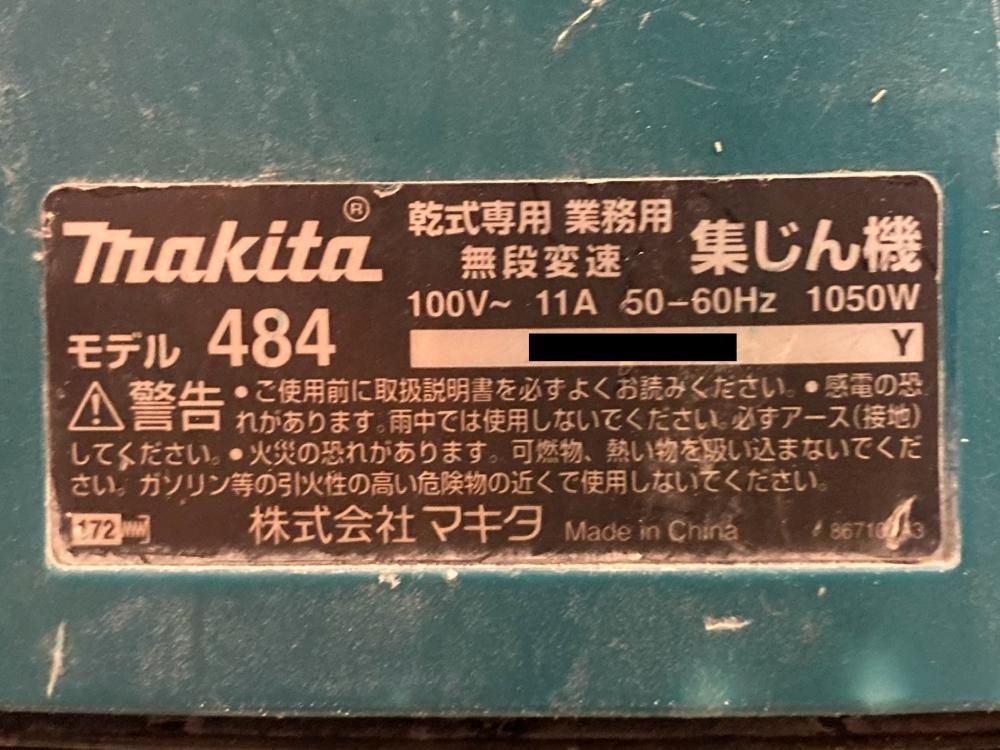 makita®
乾式専用 業務用
無段変速
集じん機
100V~ 11A 50-60Hz 1050W
モデル 484
Y
警告 ●ご使用前に取扱説明書を必ずよくお読みください。●感電の恐
れがあります。雨中では使用しないでください。必ずアース(接地)
してください。●火災の恐れがあります。可燃物、熱い物を吸い込まないでくだ
さい。ガソリン等の引火性の高い危険物の近くで使用しないでください。
172
株式会社マキタ Made in China